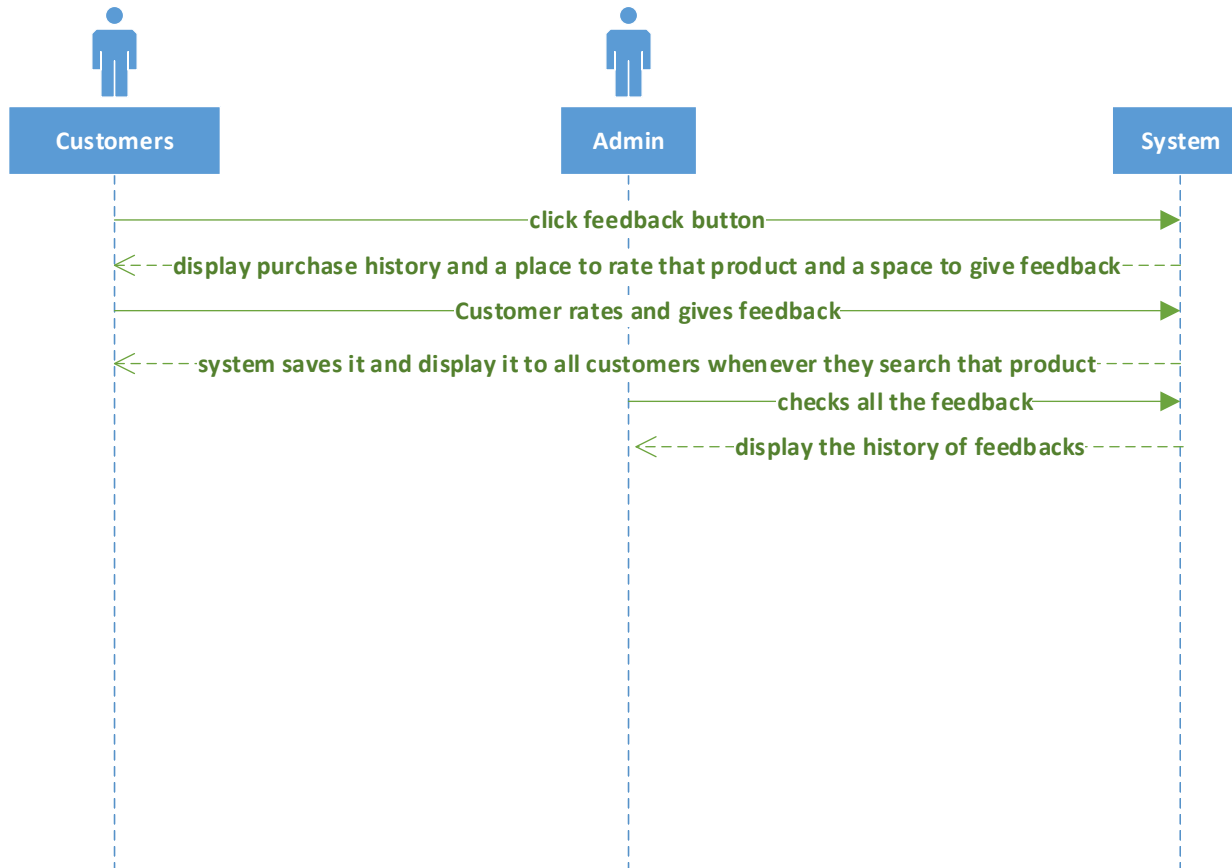 Customers
Admin
System
click feedback button
display purchase history and a place to rate that product and a space to give feedback
Customer rates and gives feedback
system saves it and display it to all customers whenever they search that product
checks all the feedback
display the history of feedbacks